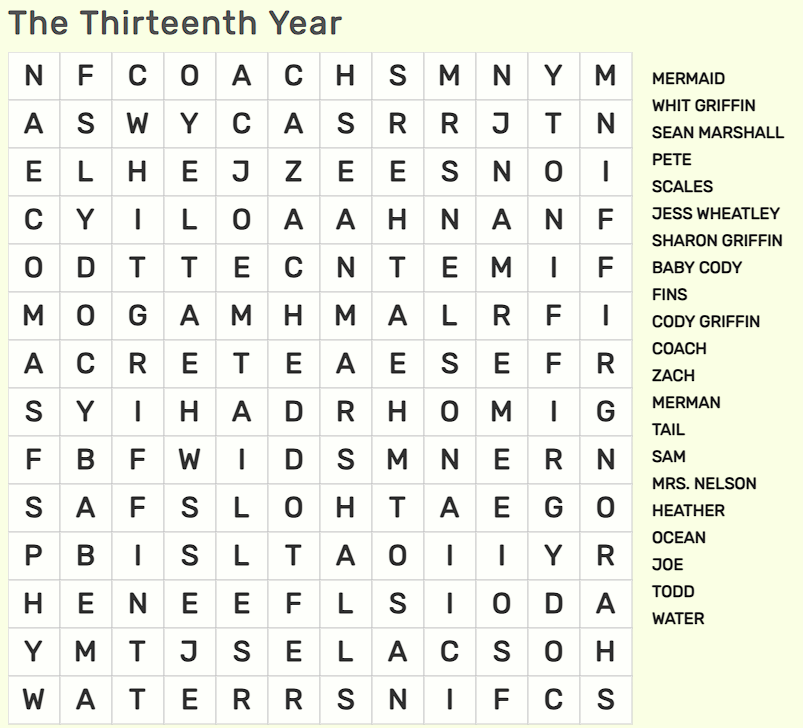 The Thirteenth Year
N F C O A C H S M N Y M
A S W Y C A S R R J T N
E L H E J Z E E S N O I
C Y I L O A A H N A N F
O D T T E C N T E M I F
M O G A M H M A L R F I
A C R E T E A E S E F R
S Y I H A D R H O M I G
F B F W I D S M N E R N
S A F S L O H T A E G O
P B I S L T A O I I Y R
H E N E E F L S I O D A
Y M T J S E L A C S O H
W A T E R R S N I F C S
MERMAID
WHIT GRIFFIN
SEAN MARSHALL
PETE
SCALES
JESS WHEATLEY
SHARON GRIFFIN
BABY CODY
FINS
CODY GRIFFIN
COACH
ZACH
MERMAN
TAIL
SAM
MRS. NELSON
HEATHER
OCEAN
JOE
TODD
WATER